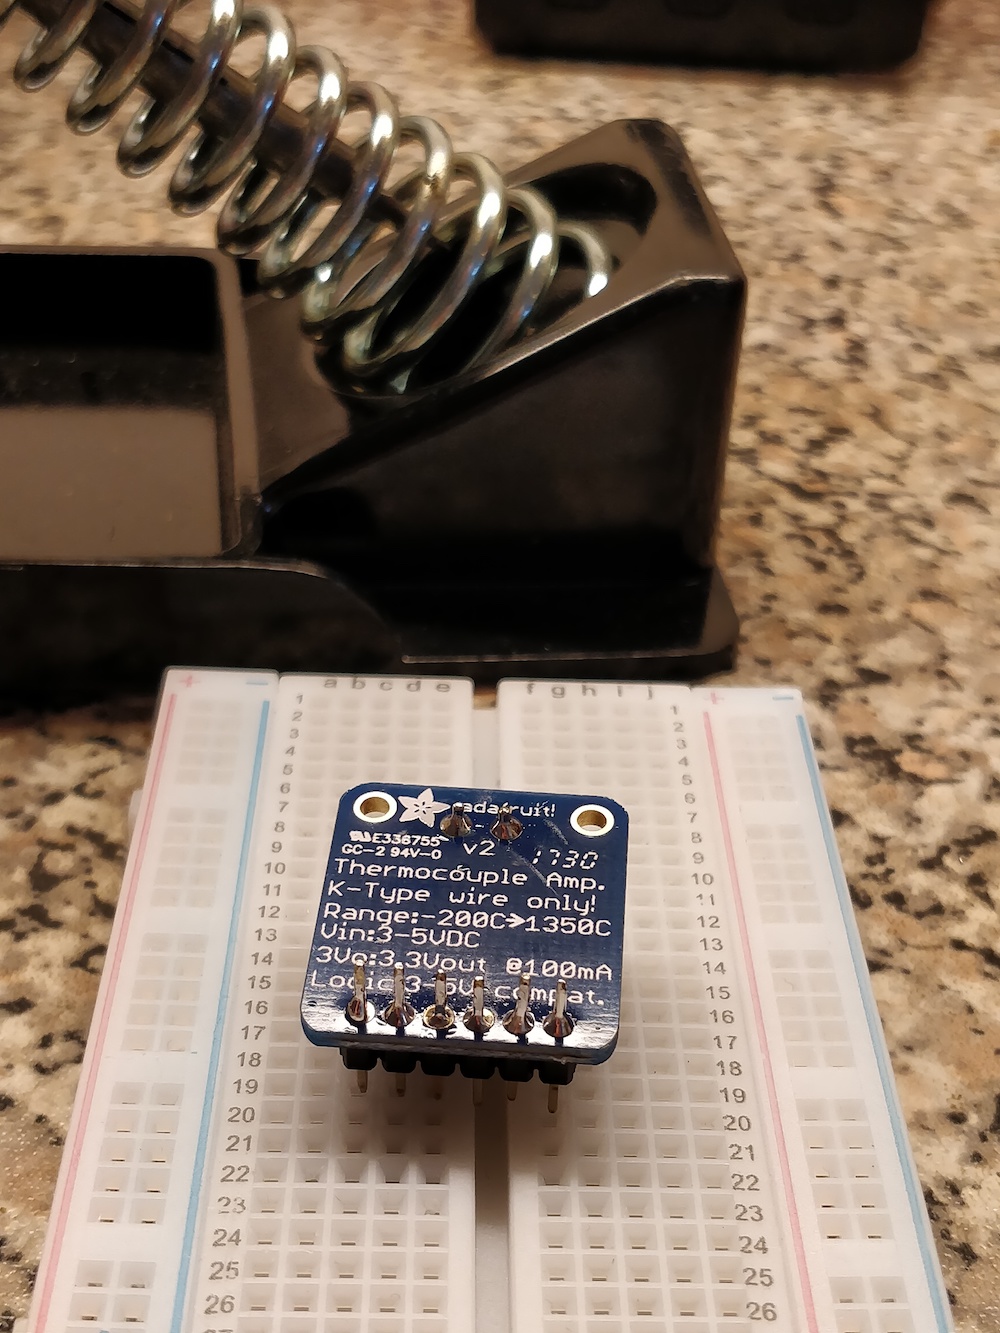 + − a b c d e f g h i j + −
1 1
2 2
3 3
4 4
5 5
6 6
7 7
8 8
9 9
10 10
11 11
12 12
13 13
14 14
15 15
16 16
17 17
18 18
19 19
20 20
21 21
22 22
23 23
24 24
25 25
26 26
adafruit!
E336755
GC-2 94V-0 v2 1730
Thermocouple Amp.
K-Type wire only!
Range:-200C→1350C
Vin:3-5VDC
3Vo:3.3Vout @100mA
Logic 3-5V compat.